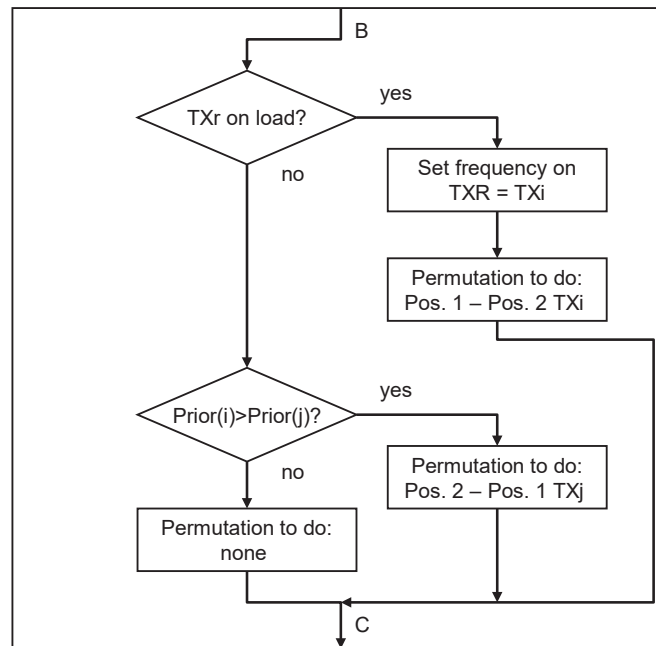 B
TXr on load?
yes
no
Set frequency on
TXR = TXi
Permutation to do:
Pos. 1 – Pos. 2 TXi
Prior(i)>Prior(j)?
yes
no
Permutation to do:
Pos. 2 – Pos. 1 TXj
Permutation to do:
none
C